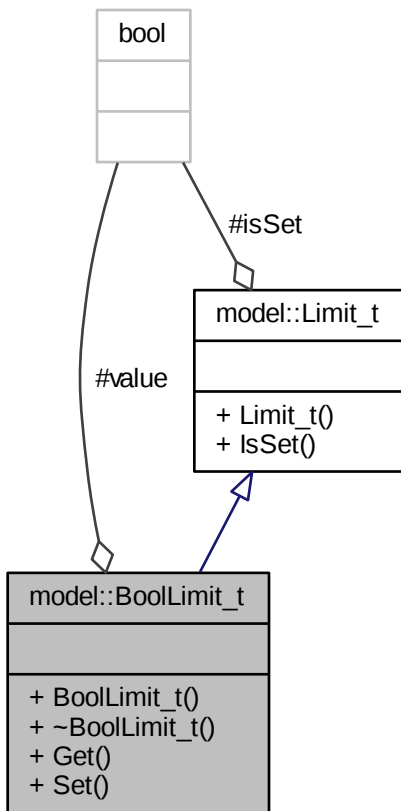 bool
#isSet
model::Limit_t
+ Limit_t()
+ IsSet()
#value
model::BoolLimit_t
+ BoolLimit_t()
+ ~BoolLimit_t()
+ Get()
+ Set()